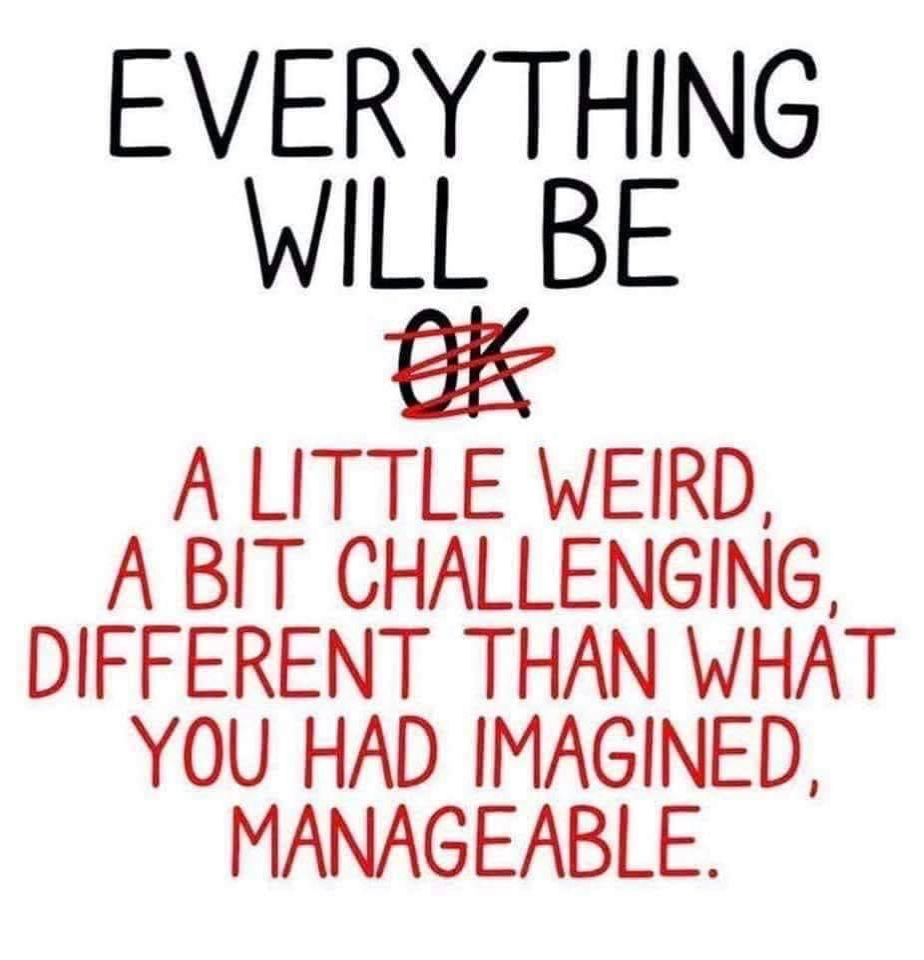 EVERYTHING
WILL BE
OK
A LITTLE WEIRD,
A BIT CHALLENGING,
DIFFERENT THAN WHAT
YOU HAD IMAGINED,
MANAGEABLE.